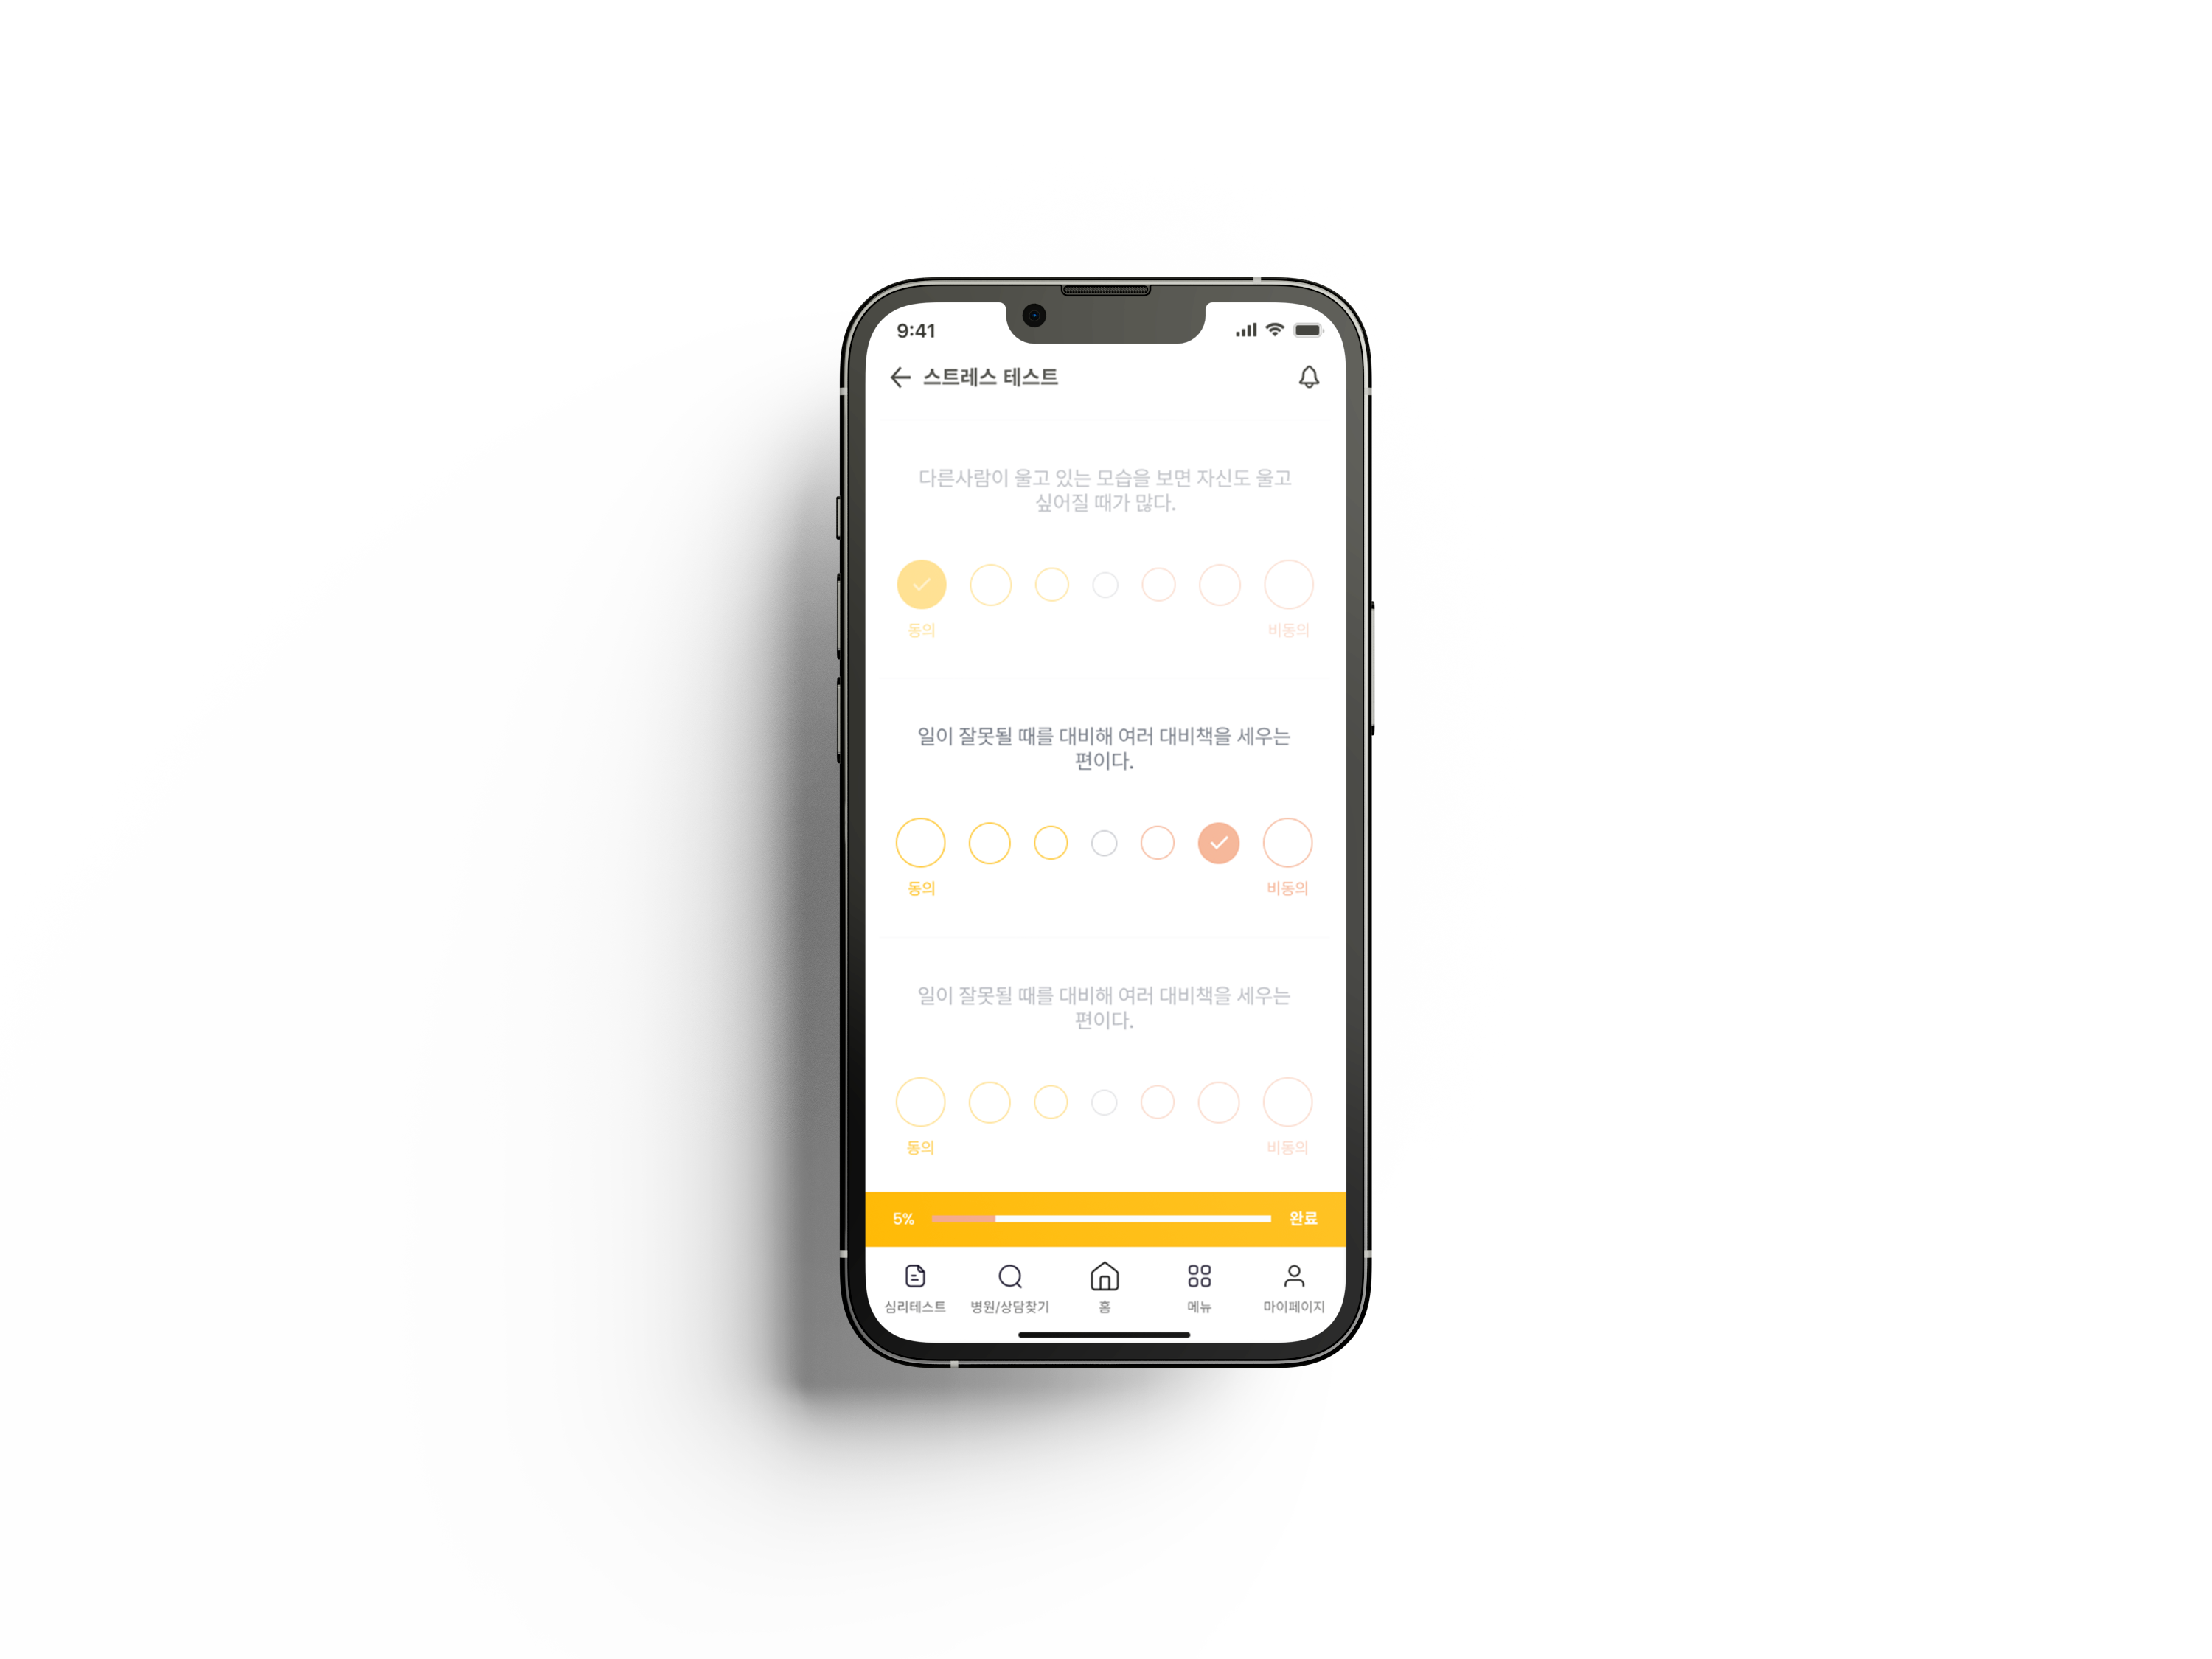 9:41
스트레스 테스트
다른사람이 울고 있는 모습을 보면 자신도 울고
싶어질 때가 많다.
동의
비동의
일이 잘못될 때를 대비해 여러 대비책을 세우는
편이다.
동의
비동의
일이 잘못될 때를 대비해 여러 대비책을 세우는
편이다.
동의
비동의
5%
완료
심리테스트
병원/상담찾기
홈
메뉴
마이페이지